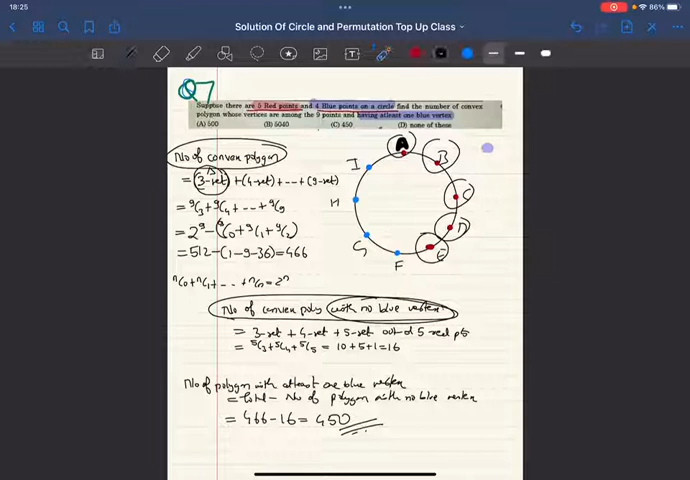 18:25
86%
Solution Of Circle and Permutation Top Up Class
Q7
Suppose there are 5 Red points and 4 Blue points on a circle find the number of convex
polygon whose vertices are among the 9 points and having atleast one blue vertex
(A) 500 (B) 5040 (C) 450 (D) none of these
No of convex polygon
= (3-set) + (4-set) + ... + (9-set)
= ⁹C₃ + ⁹C₄ + ... + ⁹C₉
= 2⁹ - (⁹C₀ + ⁹C₁ + ⁹C₂)
= 512 - (1 - 9 - 36) = 466
ⁿC₀ + ⁿC₁ + ... + ⁿCₙ = 2ⁿ
A
B
C
D
E
F
G
H
I
No of convex poly with no blue vertex
= 3-set + 4-set + 5-set out of 5 red pts
= ⁵C₃ + ⁵C₄ + ⁵C₅ = 10 + 5 + 1 = 16
No of polygon with atleast one blue vertex
= Total - No of polygon with no blue vertex
= 466 - 16 = 450